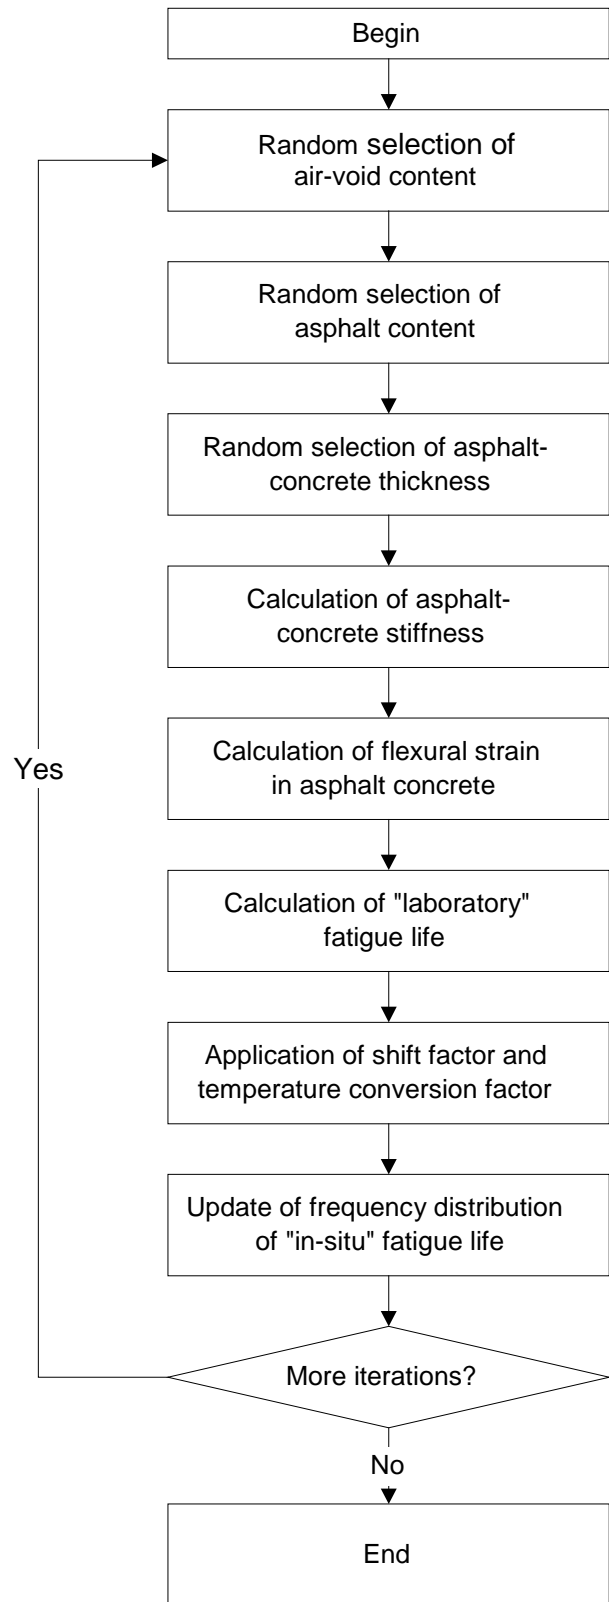 Begin
Random selection of
air-void content
Random selection of
asphalt content
Random selection of asphalt-
concrete thickness
Calculation of asphalt-
concrete stiffness
Calculation of flexural strain
in asphalt concrete
Yes
Calculation of "laboratory"
fatigue life
Application of shift factor and
temperature conversion factor
Update of frequency distribution
of "in-situ" fatigue life
More iterations?
No
End